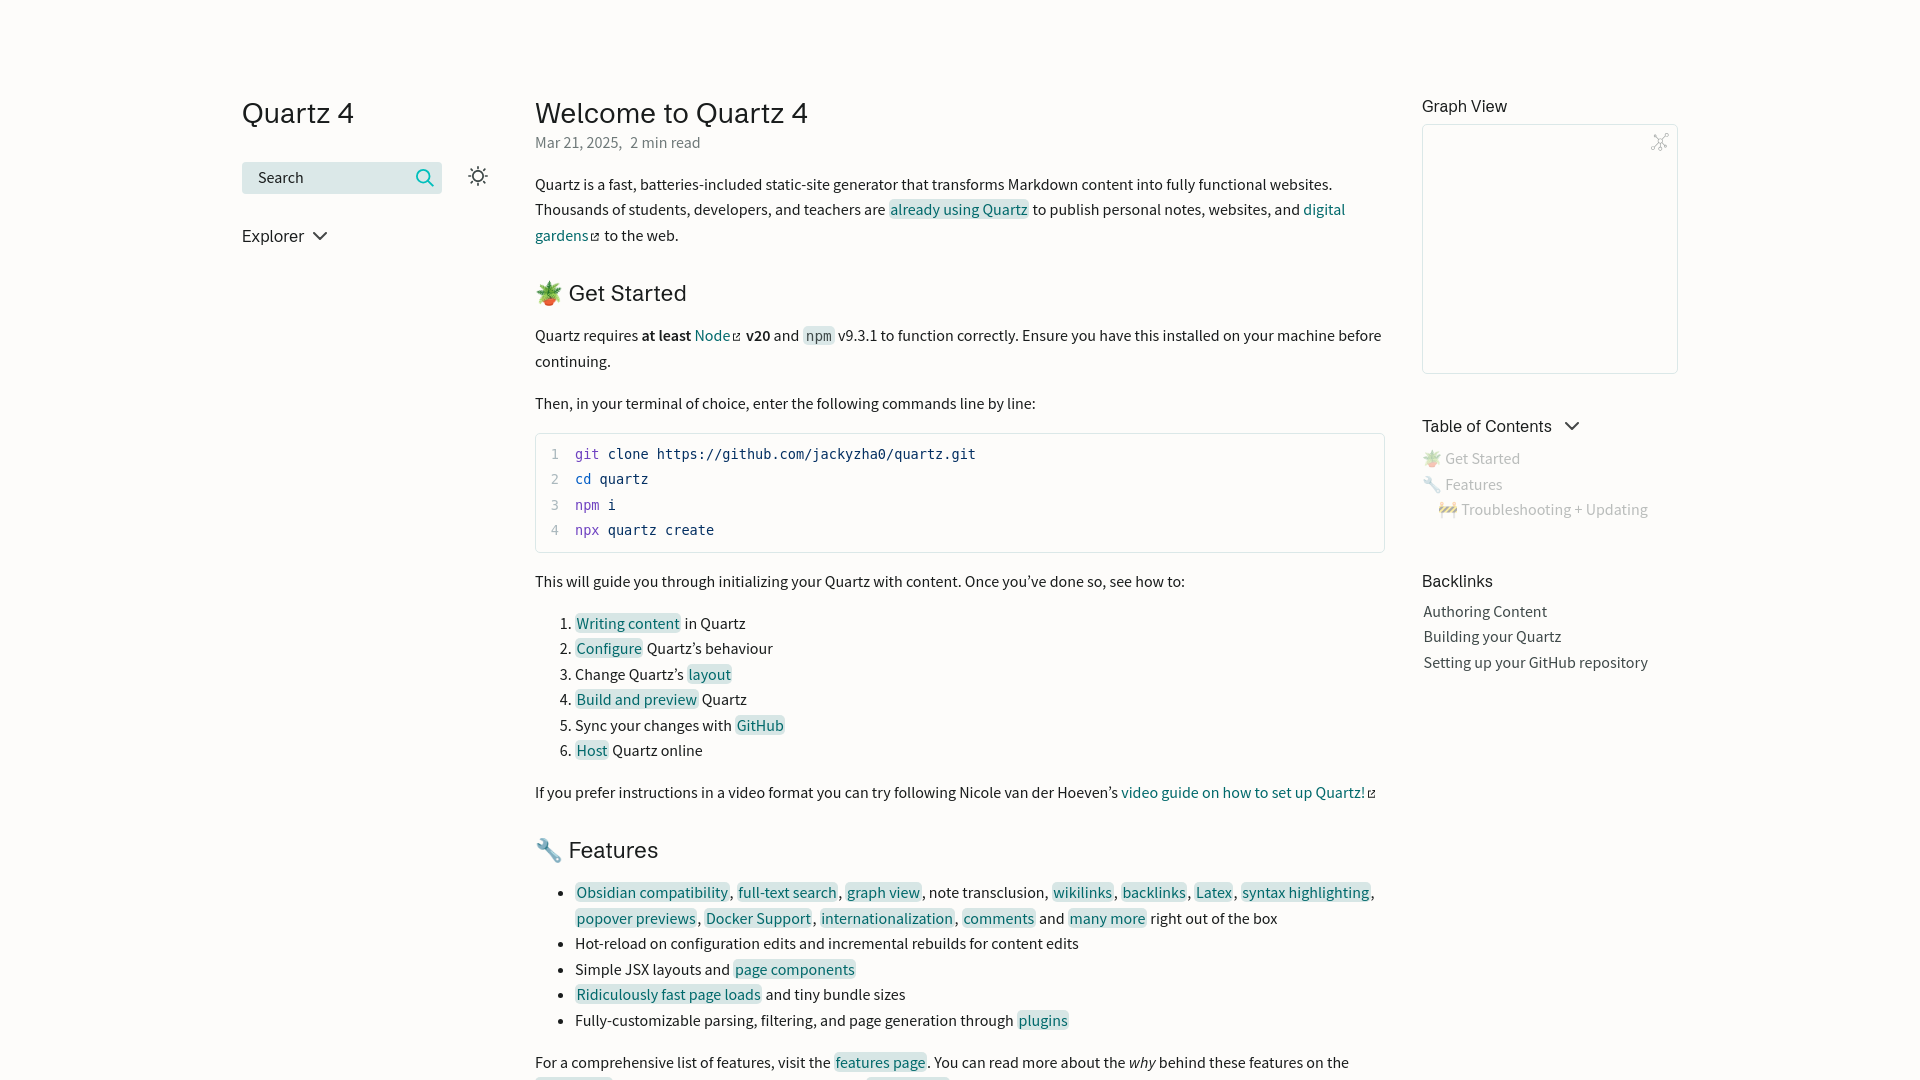 Quartz 4
Search
Explorer
Welcome to Quartz 4
Mar 21, 2025, 2 min read
Quartz is a fast, batteries-included static-site generator that transforms Markdown content into fully functional websites.
Thousands of students, developers, and teachers are already using Quartz to publish personal notes, websites, and digital
gardens to the web.
🪴 Get Started
Quartz requires at least Node v20 and npm v9.3.1 to function correctly. Ensure you have this installed on your machine before
continuing.
Then, in your terminal of choice, enter the following commands line by line:
1 git clone https://github.com/jackyzha0/quartz.git
2 cd quartz
3 npm i
4 npx quartz create
This will guide you through initializing your Quartz with content. Once you’ve done so, see how to:
1. Writing content in Quartz
2. Configure Quartz’s behaviour
3. Change Quartz’s layout
4. Build and preview Quartz
5. Sync your changes with GitHub
6. Host Quartz online
If you prefer instructions in a video format you can try following Nicole van der Hoeven’s video guide on how to set up Quartz!
🔧 Features
• Obsidian compatibility, full-text search, graph view, note transclusion, wikilinks, backlinks, Latex, syntax highlighting,
popover previews, Docker Support, internationalization, comments and many more right out of the box
• Hot-reload on configuration edits and incremental rebuilds for content edits
• Simple JSX layouts and page components
• Ridiculously fast page loads and tiny bundle sizes
• Fully-customizable parsing, filtering, and page generation through plugins
For a comprehensive list of features, visit the features page. You can read more about the why behind these features on the
Graph View
Table of Contents
🪴 Get Started
🔧 Features
🚧 Troubleshooting + Updating
Backlinks
Authoring Content
Building your Quartz
Setting up your GitHub repository